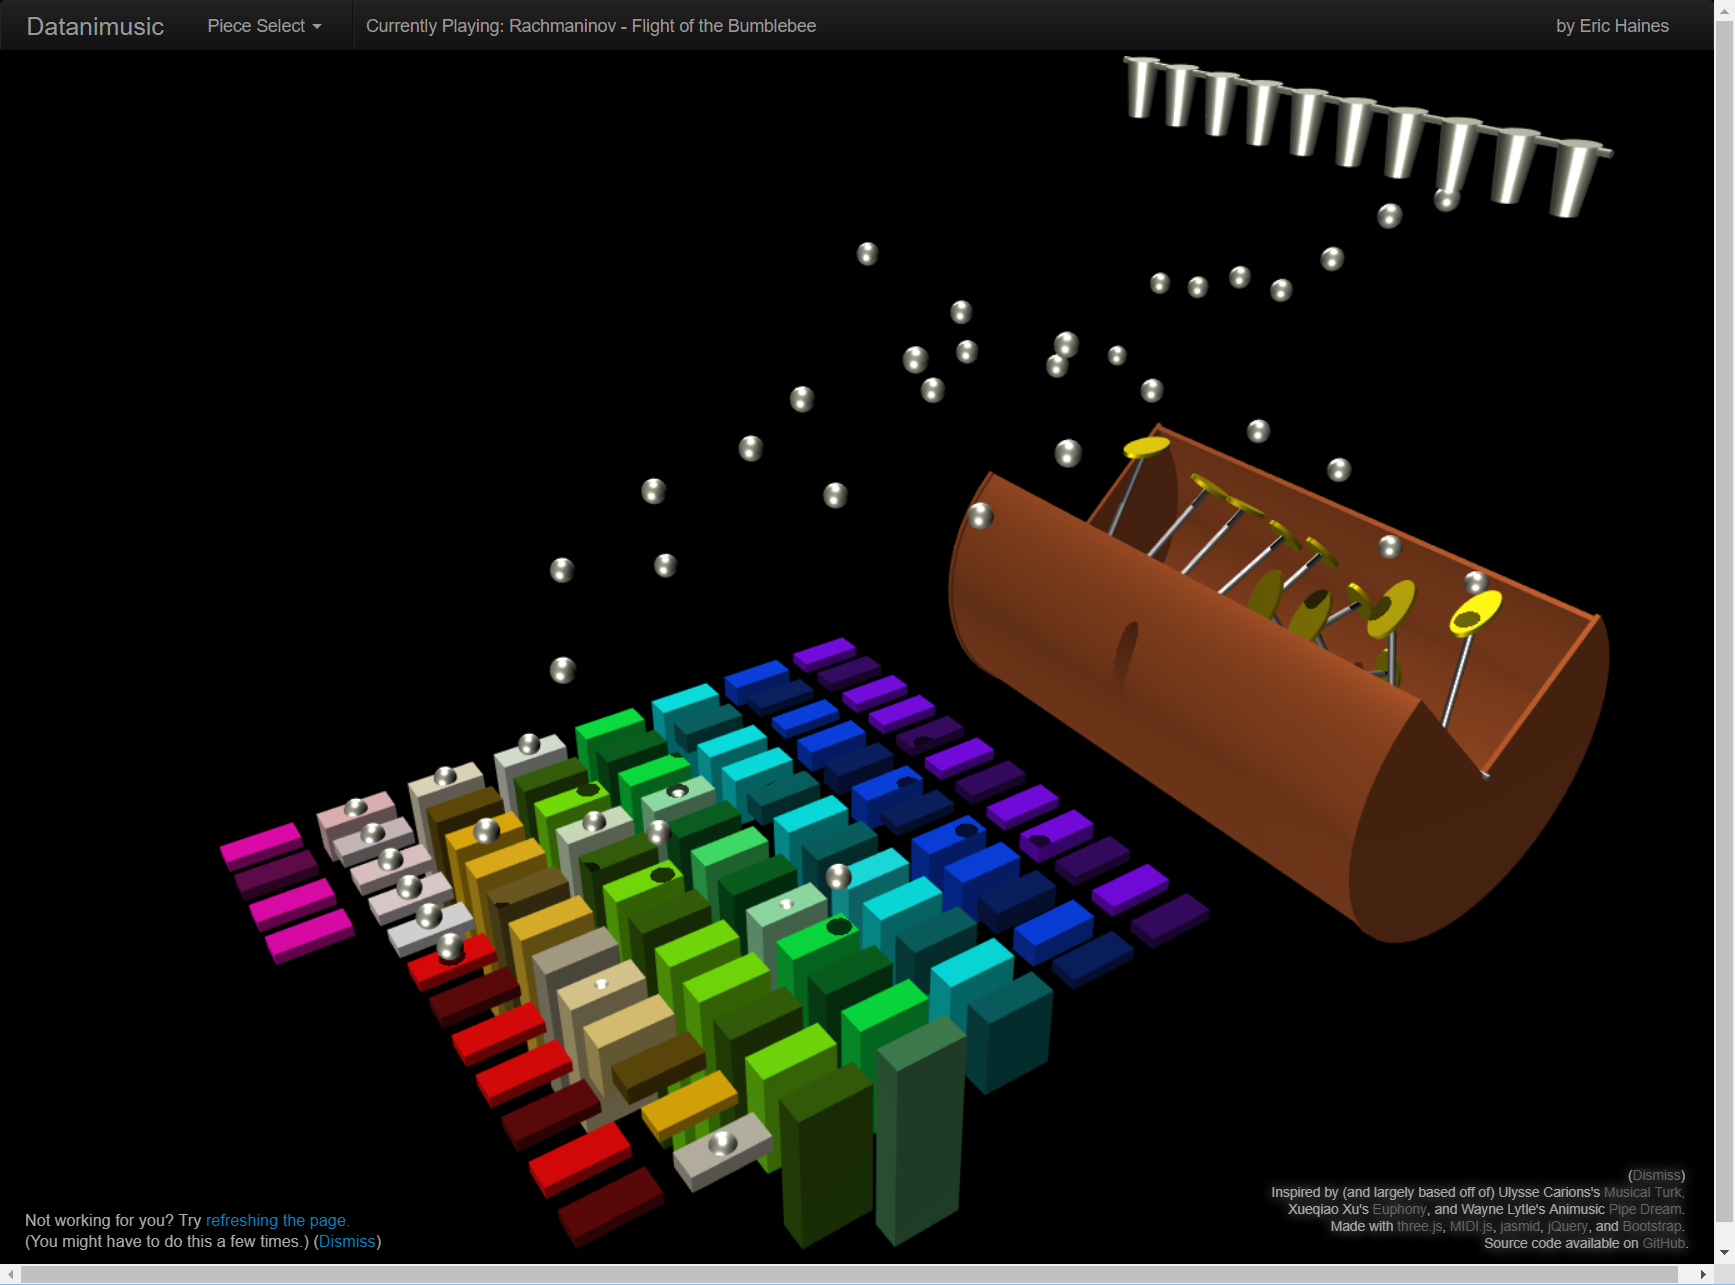 Datanimusic Piece Select Currently Playing: Rachmaninov - Flight of the Bumblebee by Eric Haines
(Dismiss)
Inspired by (and largely based off of) Ulysse Carions's Musical Turk,
Xueqiao Xu's Euphony, and Wayne Lytle's Animusic Pipe Dream.
Made with three.js, MIDI.js, jasmid, jQuery, and Bootstrap.
Source code available on GitHub.
Not working for you? Try refreshing the page.
(You might have to do this a few times.) (Dismiss)